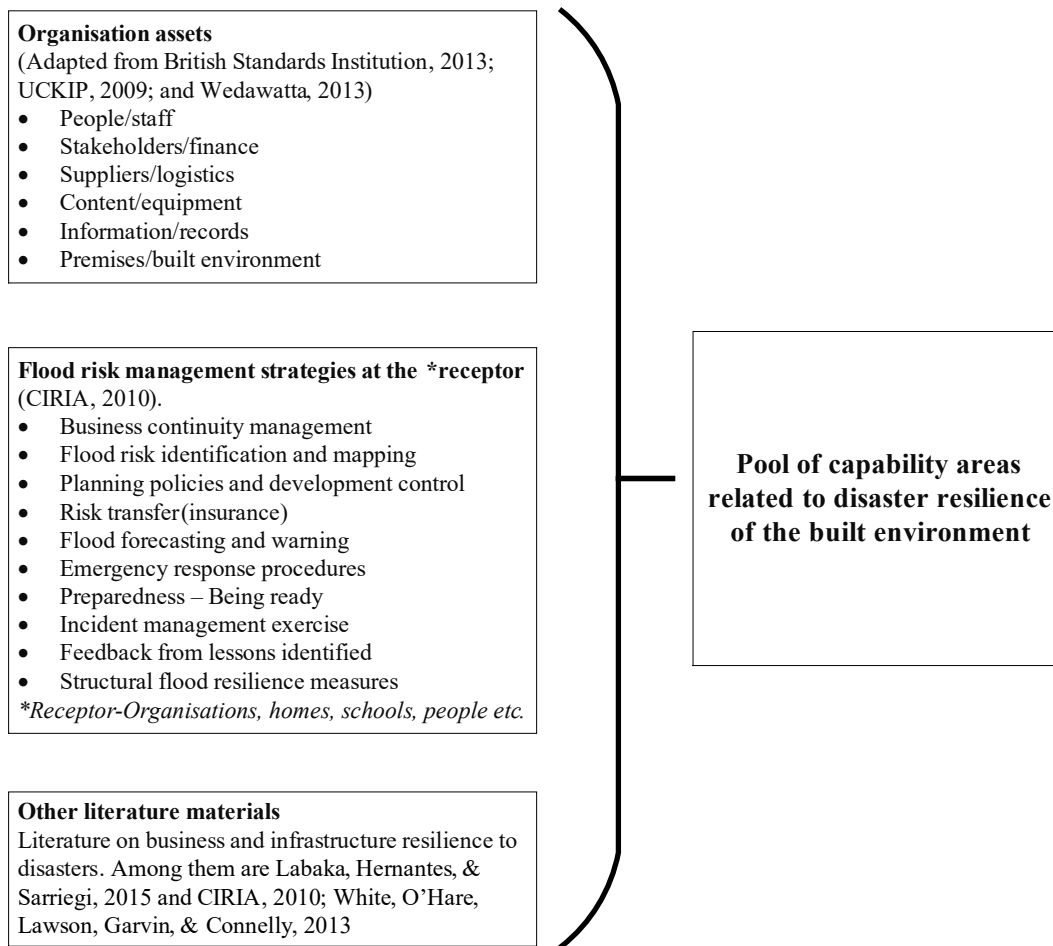 Organisation assets
(Adapted from British Standards Institution, 2013;
UCKIP, 2009; and Wedawatta, 2013)
• People/staff
• Stakeholders/finance
• Suppliers/logistics
• Content/equipment
• Information/records
• Premises/built environment
Flood risk management strategies at the *receptor
(CIRIA, 2010).
• Business continuity management
• Flood risk identification and mapping
• Planning policies and development control
• Risk transfer(insurance)
• Flood forecasting and warning
• Emergency response procedures
• Preparedness – Being ready
• Incident management exercise
• Feedback from lessons identified
• Structural flood resilience measures
*Receptor-Organisations, homes, schools, people etc.
Other literature materials
Literature on business and infrastructure resilience to
disasters. Among them are Labaka, Hernantes, &
Sarriegi, 2015 and CIRIA, 2010; White, O’Hare,
Lawson, Garvin, & Connelly, 2013
Pool of capability areas
related to disaster resilience
of the built environment